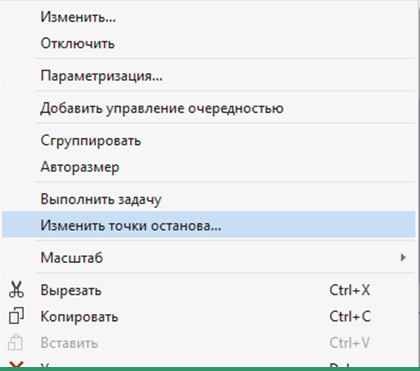 Изменить...
Отключить
Параметризация...
Добавить управление очередностью
Сгруппировать
Авторазмер
Выполнить задачу
Изменить точки останова...
Масштаб
Вырезать Ctrl+X
Копировать Ctrl+C
Вставить Ctrl+V